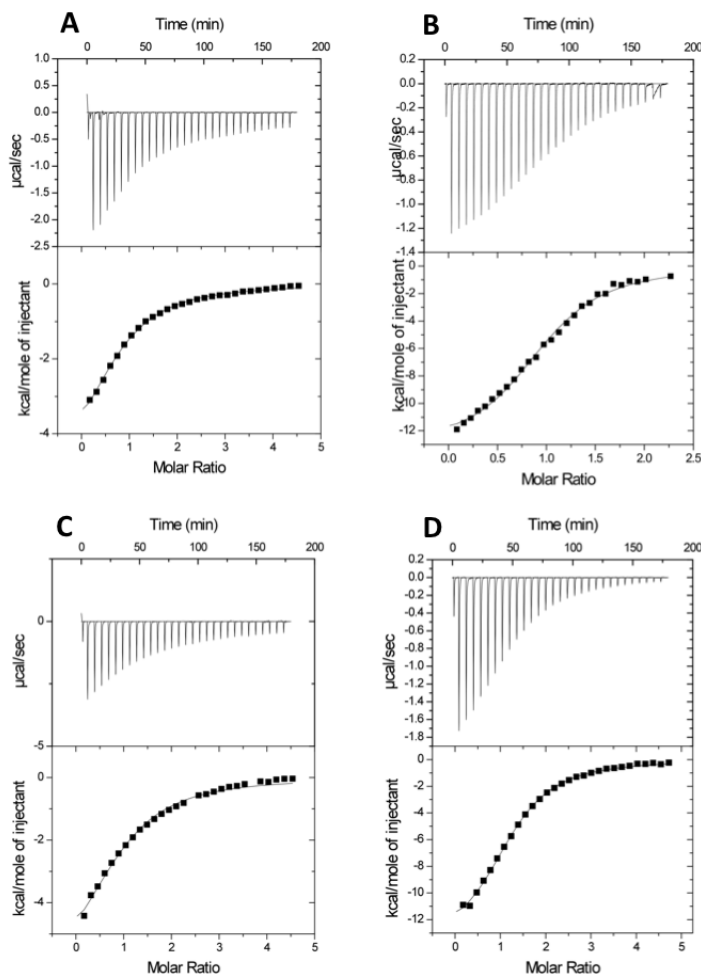 A
Time (min)
0 50 100 150 200
1.0
0.5
0.0
-0.5
-1.0
-1.5
-2.0
-2.5
µcal/sec
0
-2
-4
kcal/mole of injectant
0 1 2 3 4 5
Molar Ratio
B
Time (min)
0 20 40 60 80 100 120 140 160 180 200
0.2
0.0
-0.2
-0.4
-0.6
-0.8
-1.0
-1.2
-1.4
µcal/sec
0
-2
-4
-6
-8
-10
-12
kcal/mole of injectant
0.0 0.5 1.0 1.5 2.0 2.5
Molar Ratio
C
Time (min)
0 50 100 150 200
0
-5
µcal/sec
0
-2
-4
kcal/mole of injectant
0 1 2 3 4 5
Molar Ratio
D
Time (min)
0 50 100 150 200
0.2
0.0
-0.2
-0.4
-0.6
-0.8
-1.0
-1.2
-1.4
-1.6
-1.8
µcal/sec
0
-2
-4
-6
-8
-10
-12
kcal/mole of injectant
0 1 2 3 4 5
Molar Ratio